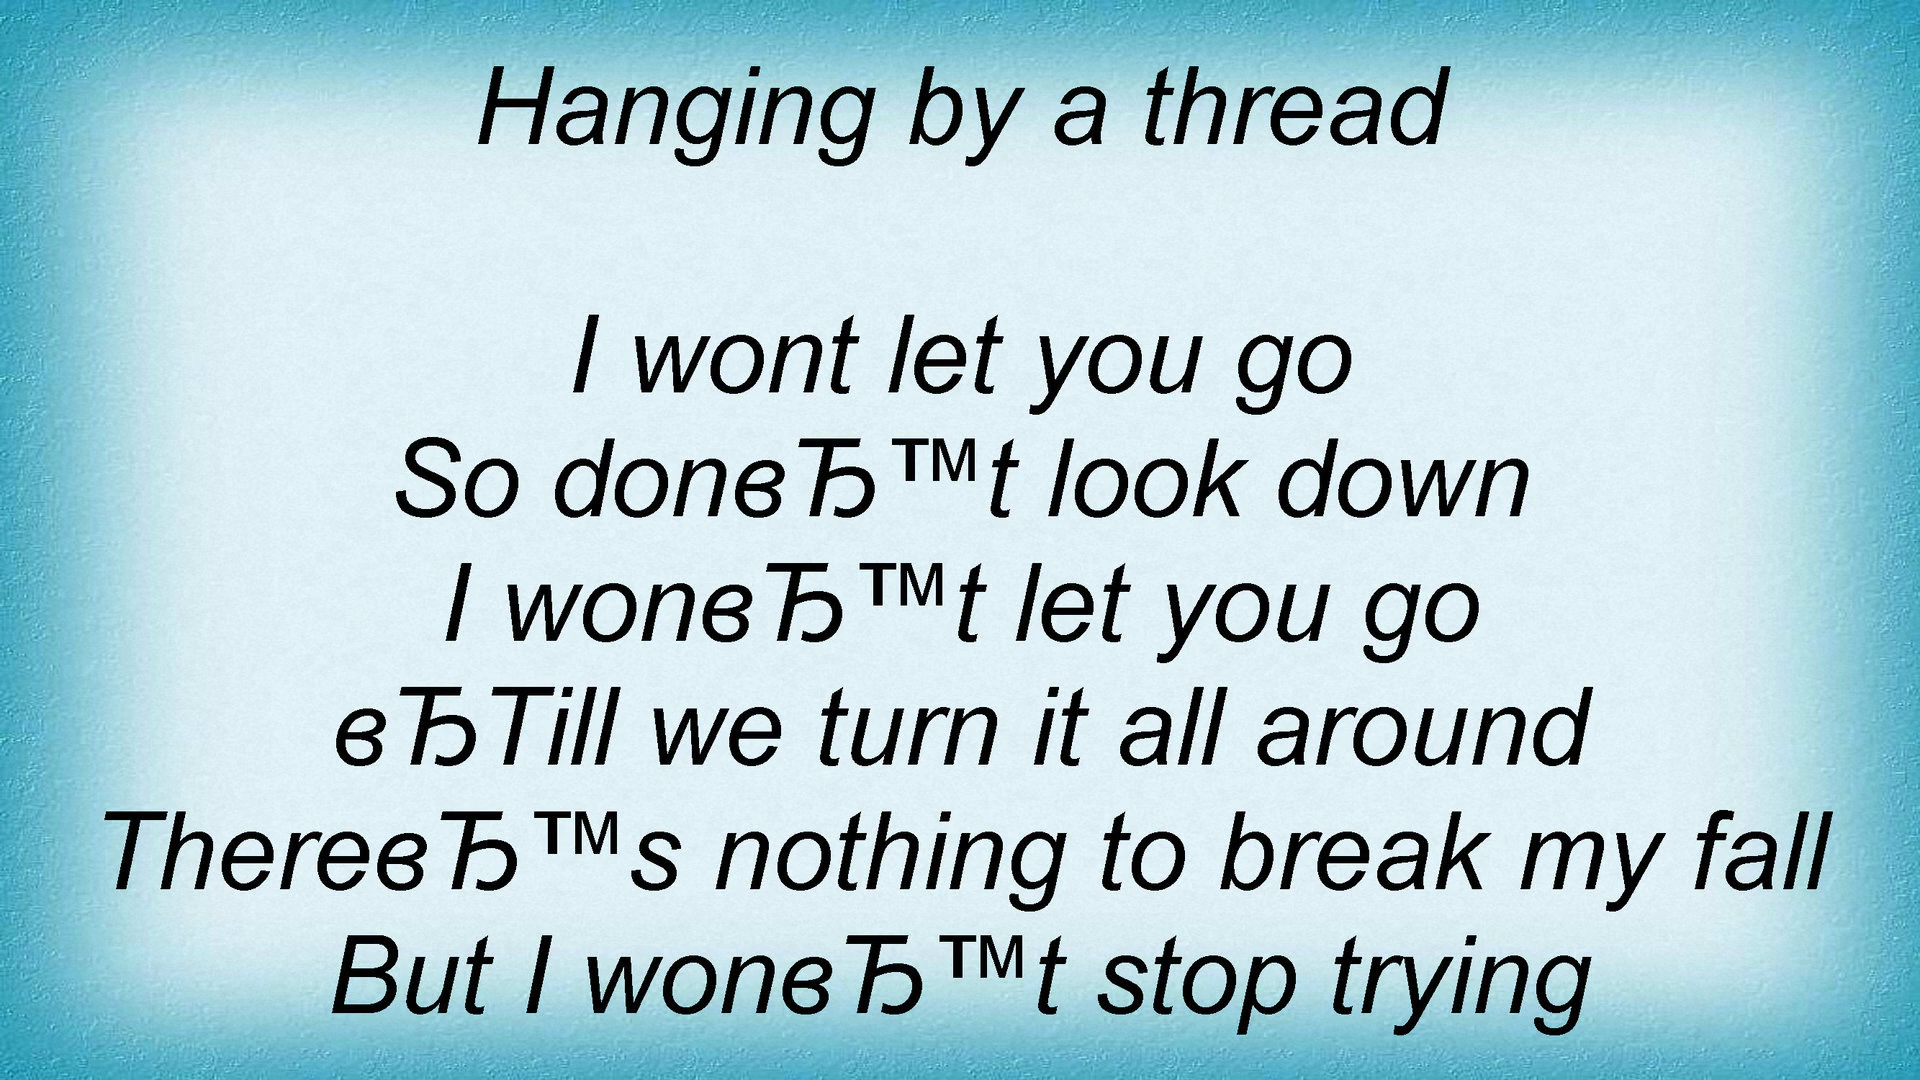 Hanging by a thread
I wont let you go
So donвЂ™t look down
I wonвЂ™t let you go
вЂTill we turn it all around
ThereвЂ™s nothing to break my fall
But I wonвЂ™t stop trying